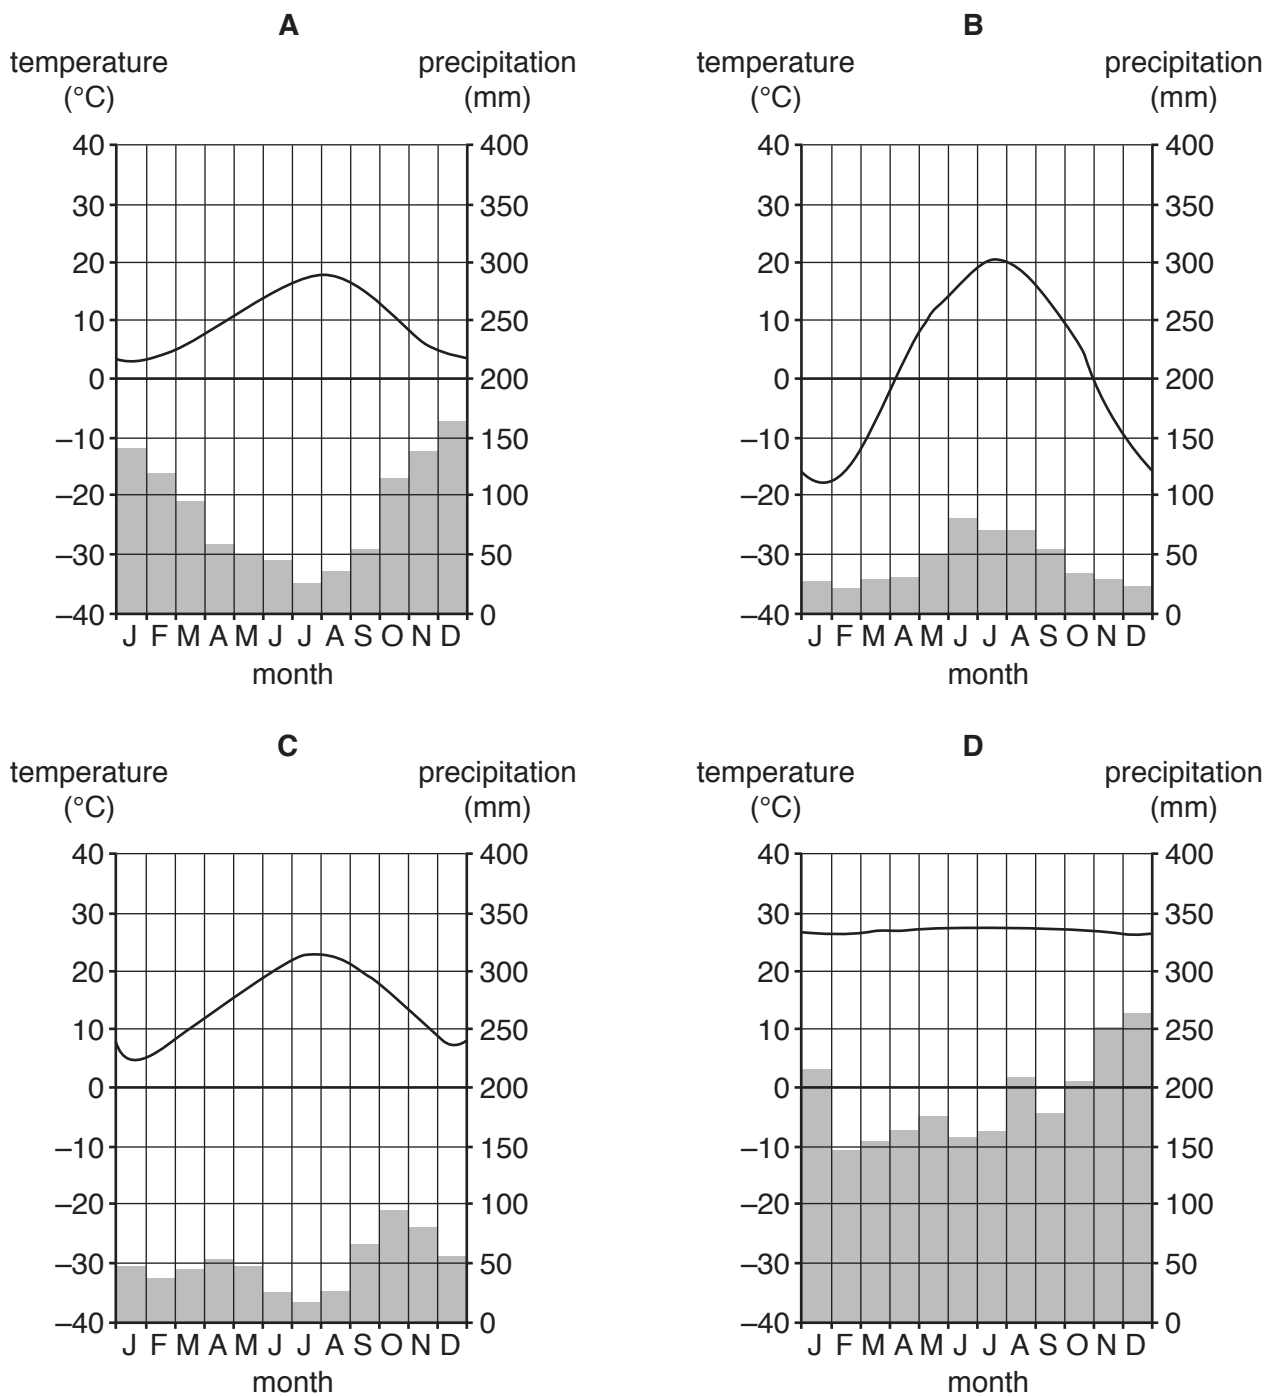 A
temperature (°C)
precipitation (mm)
40 400
30 350
20 300
10 250
0 200
–10 150
–20 100
–30 50
–40 0
J F M A M J J A S O N D
month
B
temperature (°C)
precipitation (mm)
40 400
30 350
20 300
10 250
0 200
–10 150
–20 100
–30 50
–40 0
J F M A M J J A S O N D
month
C
temperature (°C)
precipitation (mm)
40 400
30 350
20 300
10 250
0 200
–10 150
–20 100
–30 50
–40 0
J F M A M J J A S O N D
month
D
temperature (°C)
precipitation (mm)
40 400
30 350
20 300
10 250
0 200
–10 150
–20 100
–30 50
–40 0
J F M A M J J A S O N D
month